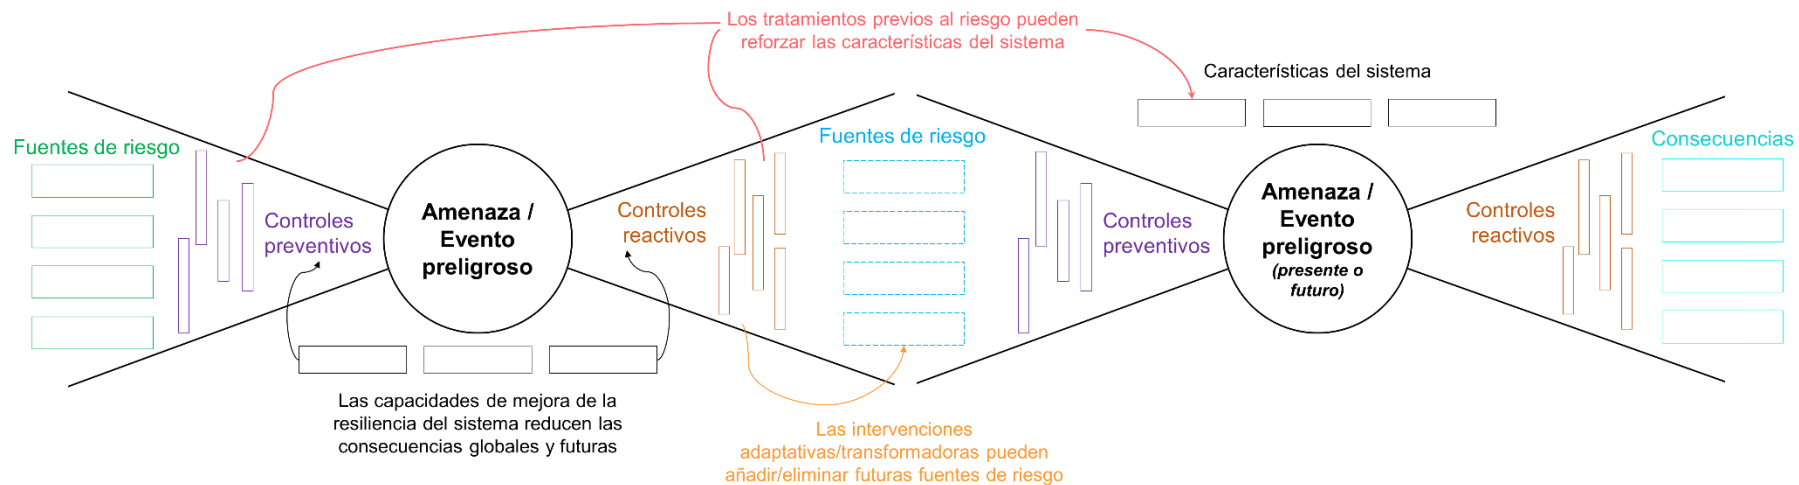 Los tratamientos previos al riesgo pueden
reforzar las características del sistema
Características del sistema
Fuentes de riesgo
Controles
preventivos
Amenaza /
Evento
preligroso
Controles
reactivos
Fuentes de riesgo
Controles
preventivos
Amenaza /
Evento
preligroso
(presente o
futuro)
Controles
reactivos
Consecuencias
Las capacidades de mejora de la
resiliencia del sistema reducen las
consecuencias globales y futuras
Las intervenciones
adaptativas/transformadoras pueden
añadir/eliminar futuras fuentes de riesgo